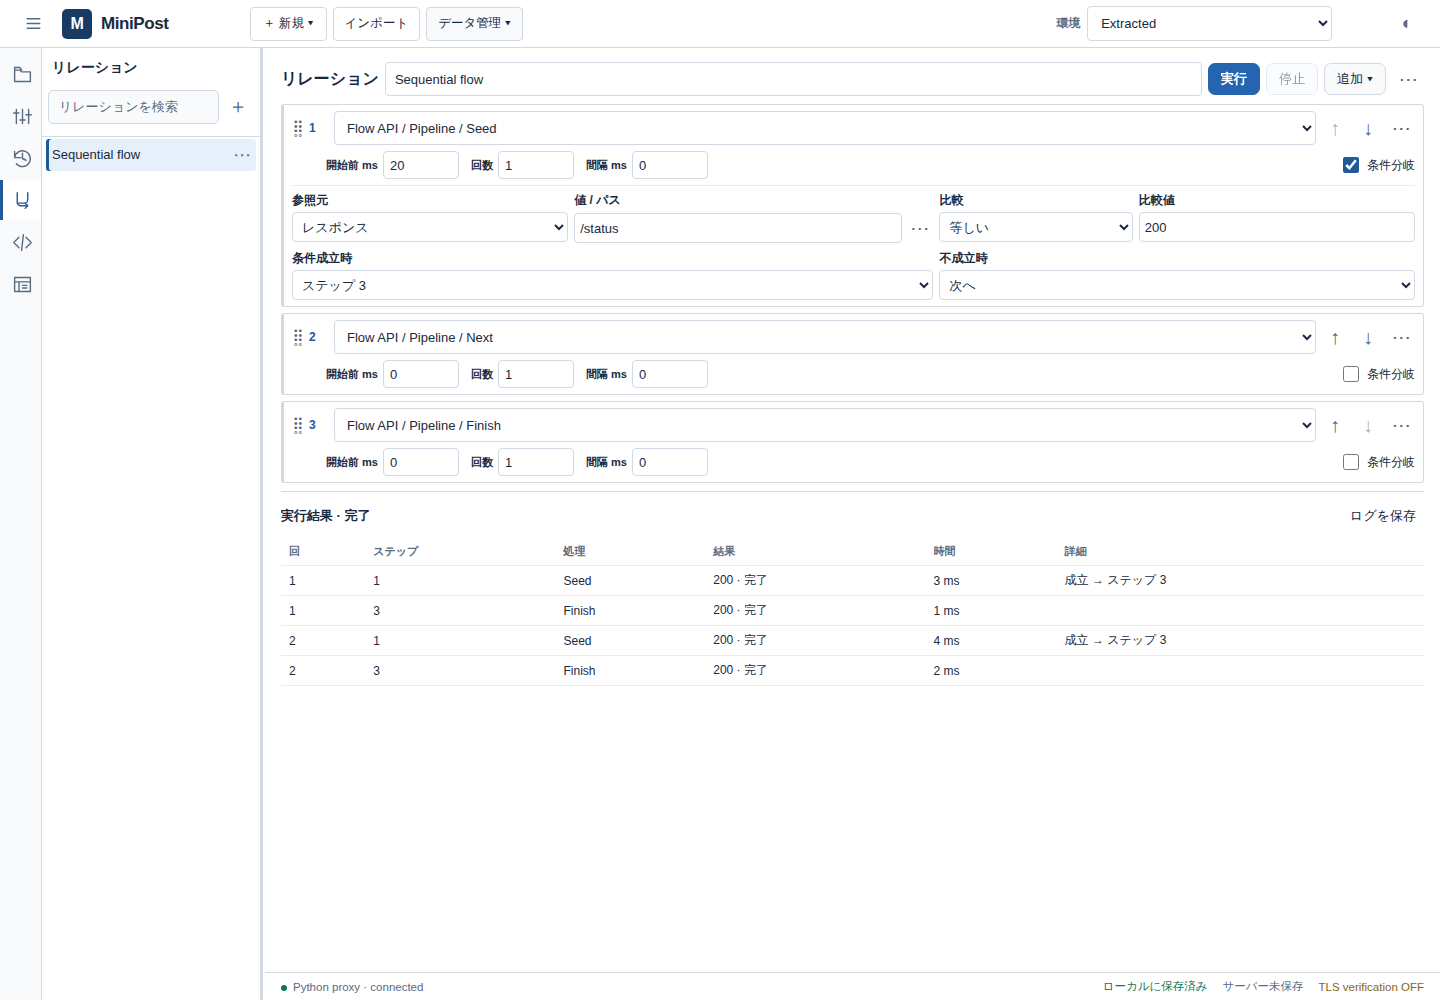 M MiniPost ＋ 新規 ▾ インポート データ管理 ▾ 環境 Extracted
リレーション
リレーションを検索 ＋
Sequential flow ⋯
リレーション Sequential flow 実行 停止 追加 ▾ ⋯
1 Flow API / Pipeline / Seed ↑ ↓ ⋯
開始前 ms 20 回数 1 間隔 ms 0 条件分岐
参照元 値 / パス 比較 比較値
レスポンス /status ⋯ 等しい 200
条件成立時 不成立時
ステップ 3 次へ
2 Flow API / Pipeline / Next ↑ ↓ ⋯
開始前 ms 0 回数 1 間隔 ms 0 条件分岐
3 Flow API / Pipeline / Finish ↑ ↓ ⋯
開始前 ms 0 回数 1 間隔 ms 0 条件分岐
実行結果 · 完了 ログを保存
回 ステップ 処理 結果 時間 詳細
1 1 Seed 200 · 完了 3 ms 成立 → ステップ 3
1 3 Finish 200 · 完了 1 ms
2 1 Seed 200 · 完了 4 ms 成立 → ステップ 3
2 3 Finish 200 · 完了 2 ms
Python proxy · connected ローカルに保存済み サーバー未保存 TLS verification OFF